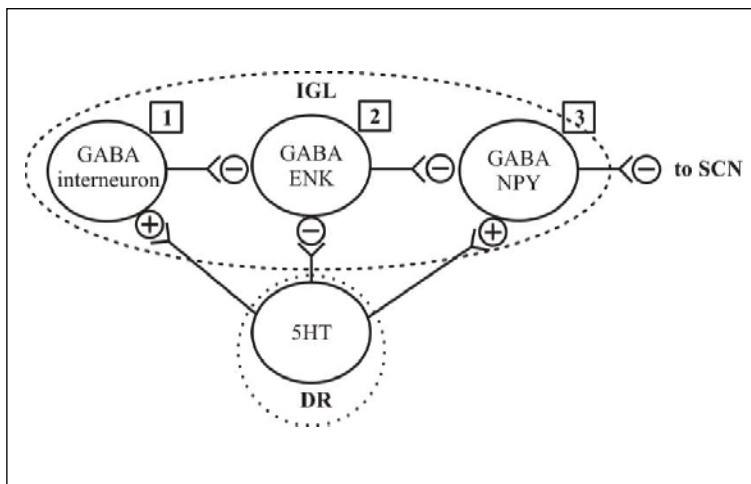 IGL
1
2
3
GABA
interneuron
−
GABA
ENK
−
GABA
NPY
−
to SCN
+
−
+
5HT
DR